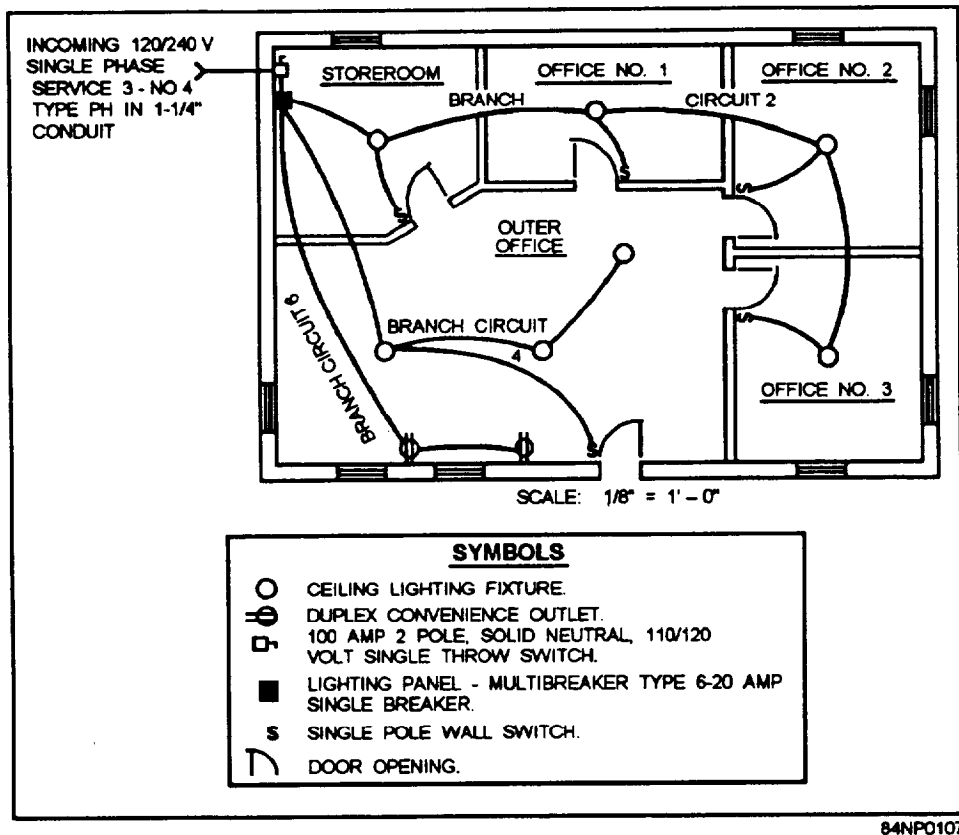 INCOMING 120/240 V
SINGLE PHASE
SERVICE 3 - NO 4
TYPE PH IN 1-1/4"
CONDUIT
STOREROOM
OFFICE NO. 1
OFFICE NO. 2
BRANCH
CIRCUIT 2
S
S
S
OUTER
OFFICE
BRANCH CIRCUIT 6
BRANCH CIRCUIT
4
S
OFFICE NO. 3
S
SCALE: 1/8" = 1' – 0"
SYMBOLS
CEILING LIGHTING FIXTURE.
DUPLEX CONVENIENCE OUTLET.
100 AMP 2 POLE, SOLID NEUTRAL, 110/120
VOLT SINGLE THROW SWITCH.
LIGHTING PANEL - MULTIBREAKER TYPE 6-20 AMP
SINGLE BREAKER.
S SINGLE POLE WALL SWITCH.
DOOR OPENING.
84NP0107